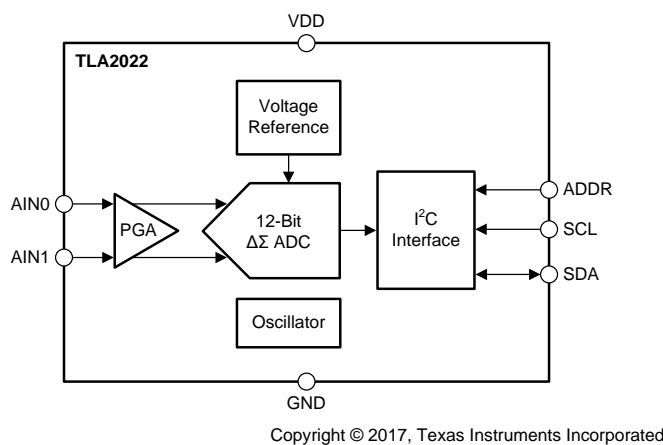 VDD
TLA2022
Voltage
Reference
AIN0
PGA
AIN1
12-Bit
ΔΣ ADC
I²C
Interface
ADDR
SCL
SDA
Oscillator
GND
Copyright © 2017, Texas Instruments Incorporated